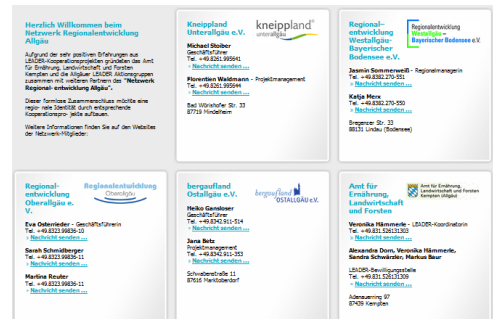 Herzlich Willkommen beim
Netzwerk Regionalentwicklung
Allgäu
Aufgrund der sehr positiven Erfahrungen aus
LEADER-Kooperationsprojekten gründeten das Amt
für Ernährung, Landwirtschaft und Forsten
Kempten und die Allgäuer LEADER Aktionsgruppen
zusammen mit weiteren Partnern das "Netzwerk
Regional- entwicklung Allgäu".
Dieser formlose Zusammenschluss möchte eine
regio- nale Identität durch entsprechende
Kooperationspro- jekte aufbauen.
Weitere Informationen finden Sie auf den Websites
der Netzwerk-Mitglieder:
Kneippland
Unterallgäu e.V.
kneippland®
unterallgäu
Michael Stoiber
Geschäftsführer
Tel. +49.8261.995641
> Nachricht senden ...
Florentien Waldmann - Projektmanagement
Tel. +49.8261.995644
> Nachricht senden ...
Bad Wörishofer Str. 33
87719 Mindelheim
Regional-
entwicklung
Westallgäu-
Bayerischer
Bodensee e.V.
Regionalentwicklung
Westallgäu –
Bayerischer Bodensee e.V.
Jasmin Sommerweiß - Regionalmanagerin
Tel. +49.8382.270-551
> Nachricht senden ...
Katja Merx
Tel. +49.8382.270-550
> Nachricht senden ...
Bregenzer Str. 33
88131 Lindau (Bodensee)
Regional-
entwicklung
Oberallgäu e.
V.
Regionalentwicklung
Oberallgäu
Eva Osterrieder - Geschäftsführerin
Tel. +49.8323.99836-10
> Nachricht senden ...
Sarah Schmidberger
Tel. +49.8323.99836-11
> Nachricht senden ...
Martina Reuter
Tel. +49.8323.99836-11
> Nachricht senden ...
bergaufland
Ostallgäu e.V.
bergaufland
OSTALLGÄU e.V.
Heiko Gansloser
Geschäftsführer
Tel. +49.8342.911-514
> Nachricht senden ...
Jana Betz
Projektmanagement
Tel. +49.8342.911-353
> Nachricht senden ...
Schwabenstraße 11
87616 Marktoberdorf
Amt für
Ernährung,
Landwirtschaft
und Forsten
Amt für Ernährung,
Landwirtschaft und Forsten
Kempten (Allgäu)
Veronika Hämmerle - LEADER-Koordinatorin
Tel. +49.831.526131303
> Nachricht senden ...
Alexandra Dorn, Veronika Hämmerle,
Sandra Schwärzler, Markus Baur
LEADER-Bewilligungsstelle
Tel. +49.831.526131309
> Nachricht senden ...
Adenauerring 97
87439 Kempten